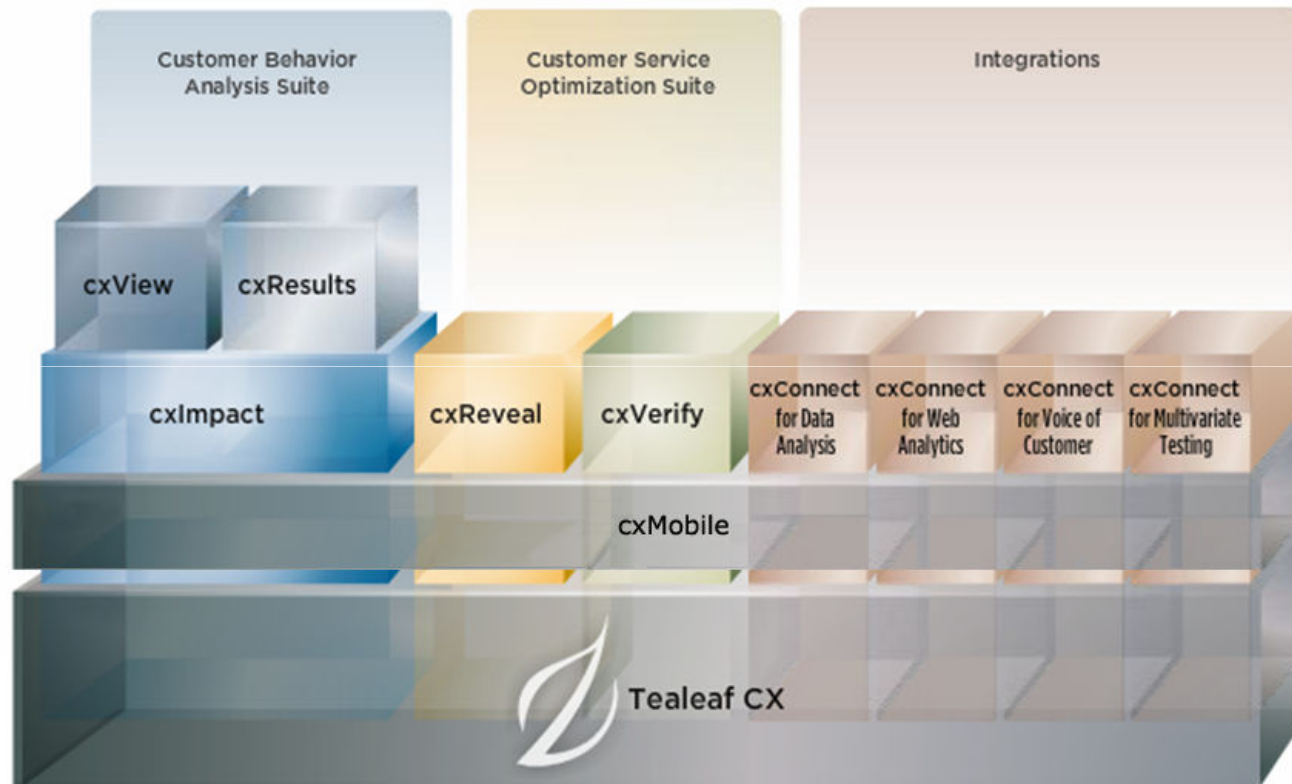 Customer Behavior
Analysis Suite
Customer Service
Optimization Suite
Integrations
cxView
cxResults
cxImpact
cxReveal
cxVerify
cxConnect
for Data
Analysis
cxConnect
for Web
Analytics
cxConnect
for Voice of
Customer
cxConnect
for Multivariate
Testing
cxMobile
Tealeaf CX